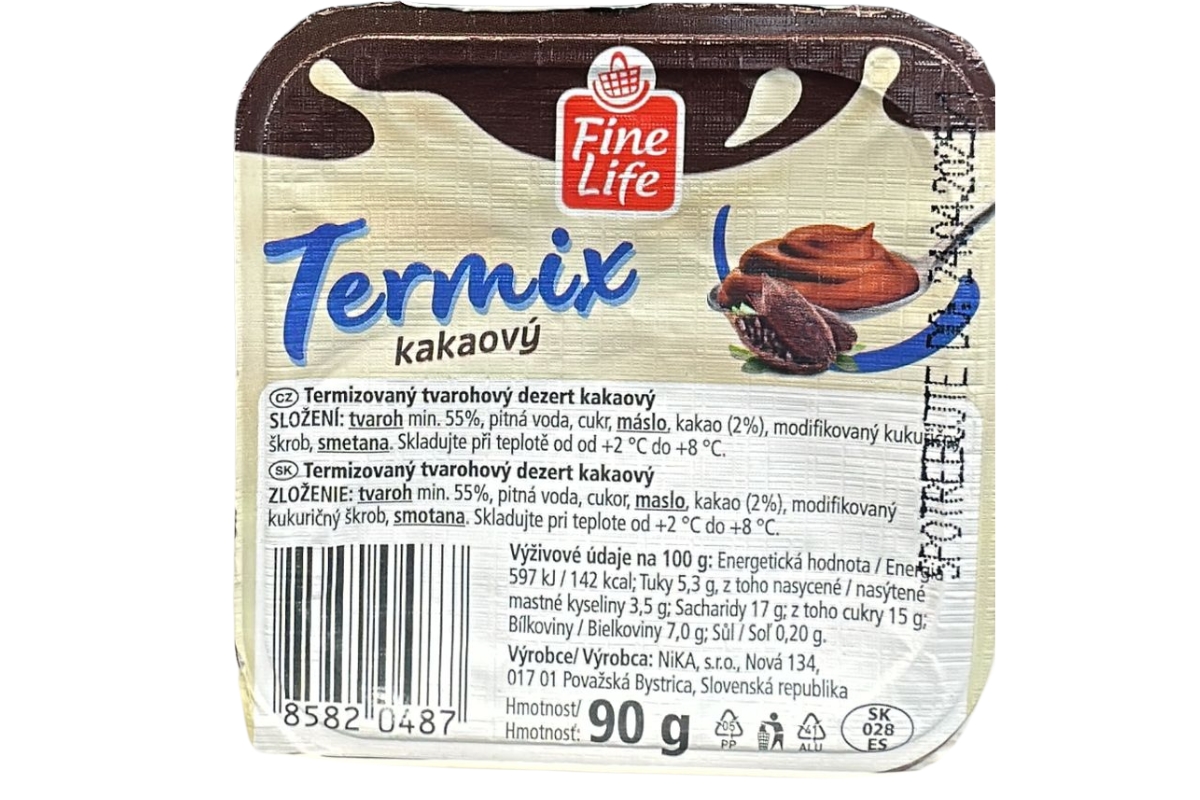 Fine
Life
Termix
kakaový
CZ Termizovaný tvarohový dezert kakaový
SLOŽENÍ: tvaroh min. 55%, pitná voda, cukr, máslo, kakao (2%), modifikovaný
škrob, smetana. Skladujte při teplotě od od +2 °C do +8 °C.
SK Termizovaný tvarohový dezert kakaový
ZLOŽENIE: tvaroh min. 55%, pitná voda, cukor, maslo, kakao (2%), modifikovaný
kukuričný škrob, smotana. Skladujte pri teplote od +2 °C do +8 °C.
Výživové údaje na 100 g: Energetická hodnota /
597 kJ / 142 kcal; Tuky 5,3 g, z toho nasycené / nasýtené
mastné kyseliny 3,5 g; Sacharidy 17 g; z toho cukry 15 g;
Bílkoviny / Bielkoviny 7,0 g; Sůl / Soľ 0,20 g.
Výrobce/ Výrobca: NiKA, s.r.o., Nová 134,
017 01 Považská Bystrica, Slovenská republika
Hmotnost/
Hmotnosť: 90 g
8582 0487
05
PP
41
ALU
SK
028
ES
SPOTREBUJTE DO: 24.04.2025